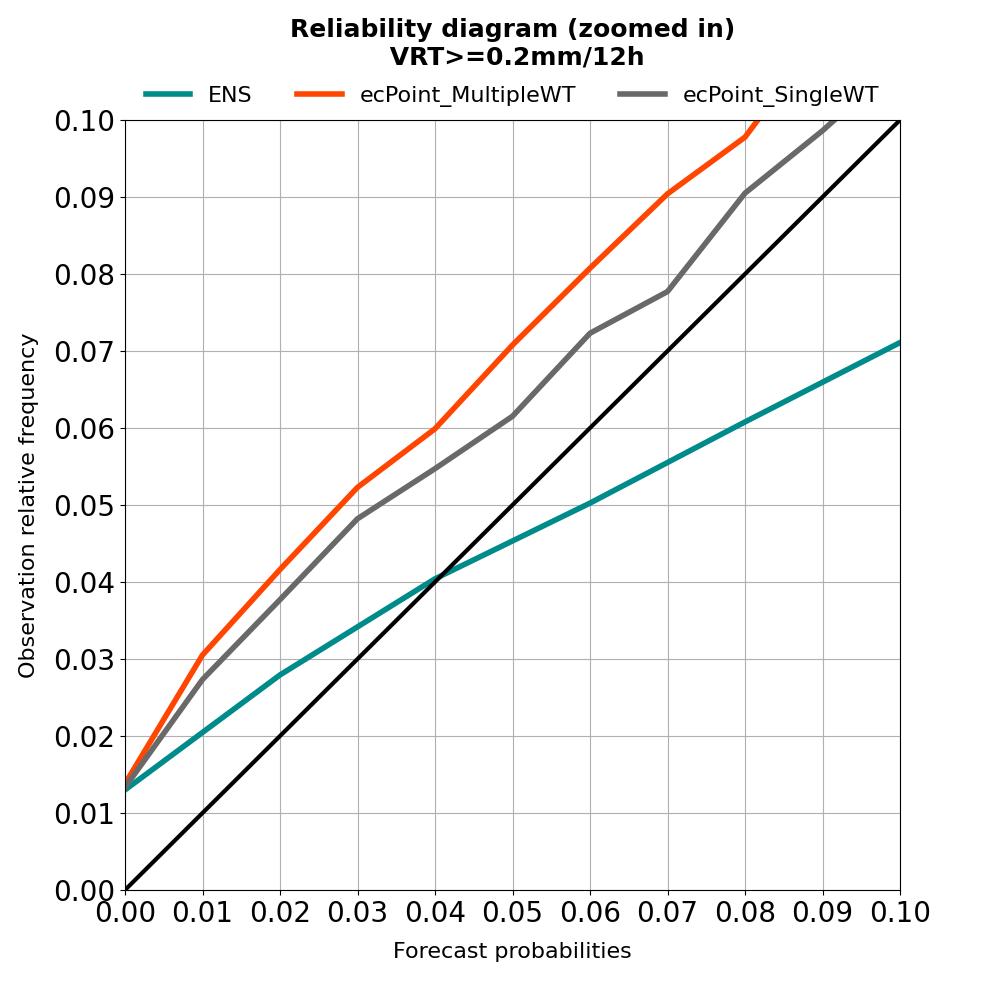 Reliability diagram (zoomed in)
VRT>=0.2mm/12h
ENS ecPoint_MultipleWT ecPoint_SingleWT
0.10
0.09
0.08
0.07
0.06
0.05
0.04
0.03
0.02
0.01
0.00
Observation relative frequency
0.00 0.01 0.02 0.03 0.04 0.05 0.06 0.07 0.08 0.09 0.10
Forecast probabilities